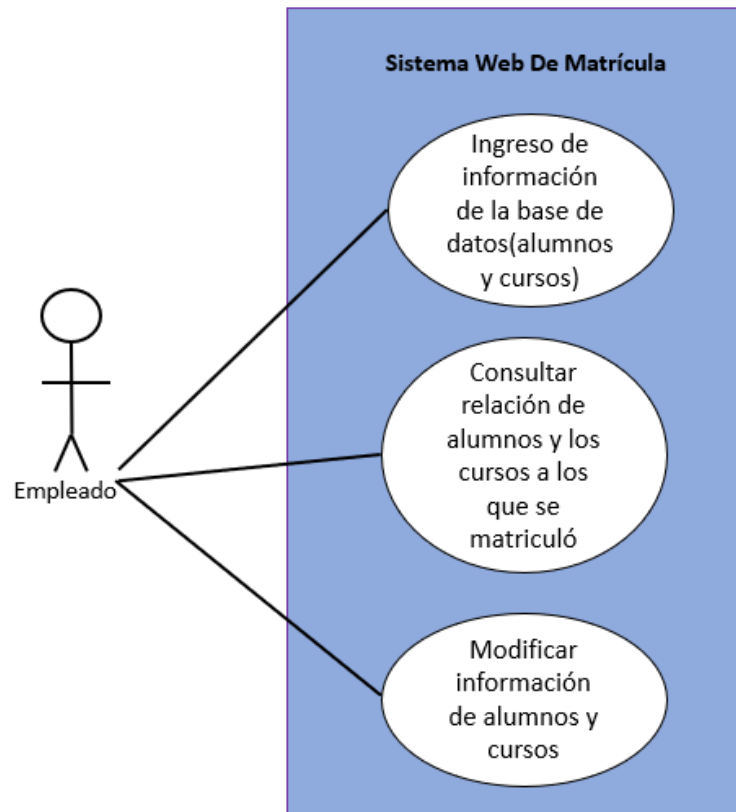 Sistema Web De Matrícula
Ingreso de
información
de la base de
datos(alumnos
y cursos)
Consultar
relación de
alumnos y los
cursos a los
que se
matriculó
Empleado
Modificar
información
de alumnos y
cursos